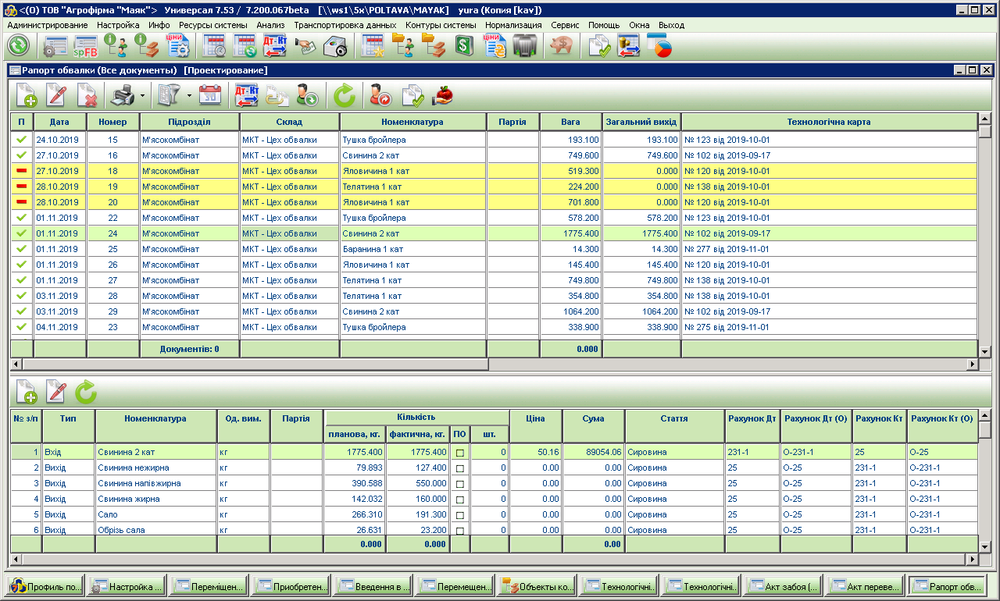 <(О) ТОВ "Агрофірма "Маяк"> Универсал 7.53 / 7.200.067beta [\\ws1\5x\POLTAVA\MAYAK] yura (Копия [kav])
Администрирование Настройка Инфо Ресурсы системы Анализ Транспортировка данных Контуры системы Нормализация Сервис Помощь Окна Выход
Рапорт обвалки (Все документы) [Проектирование]
П Дата Номер Підрозділ Склад Номенклатура Партія Вага Загальний вихід Технологічна карта
24.10.2019 15 М'ясокомбінат МКТ - Цех обвалки Тушка бройлера 193.100 193.100 № 123 від 2019-10-01
27.10.2019 16 М'ясокомбінат МКТ - Цех обвалки Свинина 2 кат 749.600 749.600 № 102 від 2019-09-17
27.10.2019 18 М'ясокомбінат МКТ - Цех обвалки Яловичина 1 кат 519.300 0.000 № 120 від 2019-10-01
28.10.2019 19 М'ясокомбінат МКТ - Цех обвалки Телятина 1 кат 224.200 0.000 № 138 від 2019-10-01
28.10.2019 20 М'ясокомбінат МКТ - Цех обвалки Яловичина 1 кат 701.800 0.000 № 120 від 2019-10-01
01.11.2019 22 М'ясокомбінат МКТ - Цех обвалки Тушка бройлера 578.200 578.200 № 123 від 2019-10-01
01.11.2019 24 М'ясокомбінат МКТ - Цех обвалки Свинина 2 кат 1775.400 1775.400 № 102 від 2019-09-17
01.11.2019 25 М'ясокомбінат МКТ - Цех обвалки Баранина 1 кат 14.300 14.300 № 277 від 2019-11-01
01.11.2019 26 М'ясокомбінат МКТ - Цех обвалки Яловичина 1 кат 145.400 145.400 № 120 від 2019-10-01
01.11.2019 27 М'ясокомбінат МКТ - Цех обвалки Телятина 1 кат 749.800 749.800 № 138 від 2019-10-01
03.11.2019 28 М'ясокомбінат МКТ - Цех обвалки Телятина 1 кат 354.800 354.800 № 138 від 2019-10-01
03.11.2019 29 М'ясокомбінат МКТ - Цех обвалки Свинина 2 кат 1064.200 1064.200 № 102 від 2019-09-17
04.11.2019 23 М'ясокомбінат МКТ - Цех обвалки Тушка бройлера 338.900 338.900 № 275 від 2019-11-01
Документів: 0 0.000
№ з/п Тип Номенклатура Од. вим. Партія Кількість Ціна Сума Стаття Рахунок Дт Рахунок Дт (О) Рахунок Кт Рахунок Кт (О)
планова, кг. фактична, кг. ПО шт.
1 Вхід Свинина 2 кат кг 1775.400 1775.400 0 50.16 89054.06 Сировина 231-1 О-231-1 25 О-25
2 Вихід Свинина нежирна кг 79.893 127.400 0 0.00 0.00 Сировина 25 О-25 231-1 О-231-1
3 Вихід Свинина напівжирна кг 390.588 550.000 0 0.00 0.00 Сировина 25 О-25 231-1 О-231-1
4 Вихід Свинина жирна кг 142.032 160.000 0 0.00 0.00 Сировина 25 О-25 231-1 О-231-1
5 Вихід Сало кг 266.310 191.300 0 0.00 0.00 Сировина 25 О-25 231-1 О-231-1
6 Вихід Обрізь сала кг 26.631 23.200 0 0.00 0.00 Сировина 25 О-25 231-1 О-231-1
0.000 0.000 0.00
Профиль по... Настройка ... Переміщен... Приобретен... Введення в ... Перемещен... Объекты ко... Технологічні... Технологічні... Акт забоя (... Акт переве... Рапорт обв...